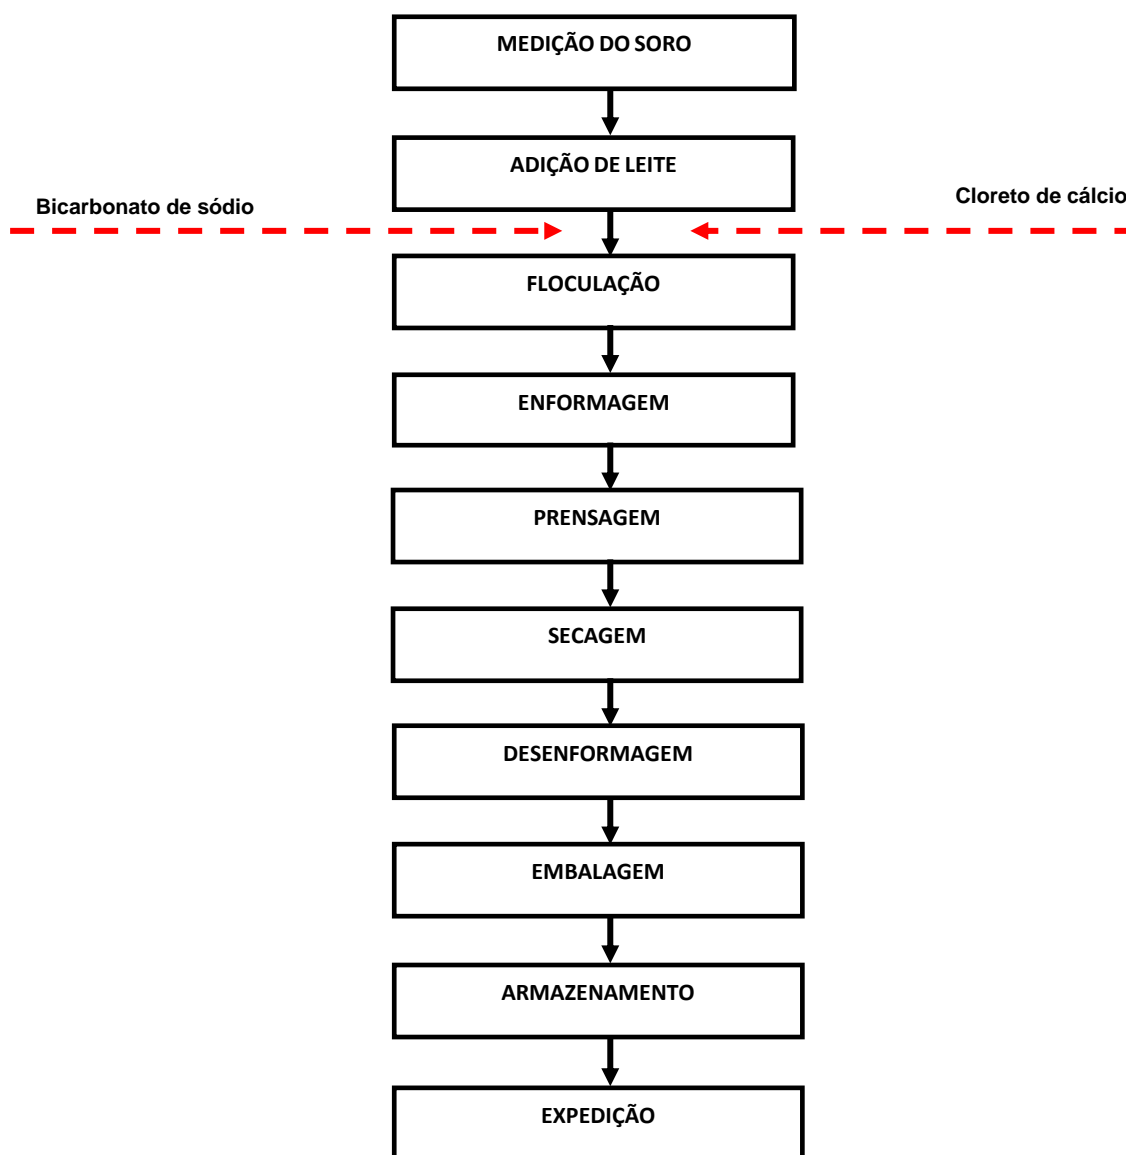 MEDIÇÃO DO SORO
ADIÇÃO DE LEITE
Bicarbonato de sódio
Cloreto de cálcio
FLOCULAÇÃO
ENFORMAGEM
PRENSAGEM
SECAGEM
DESENFORMAGEM
EMBALAGEM
ARMAZENAMENTO
EXPEDIÇÃO